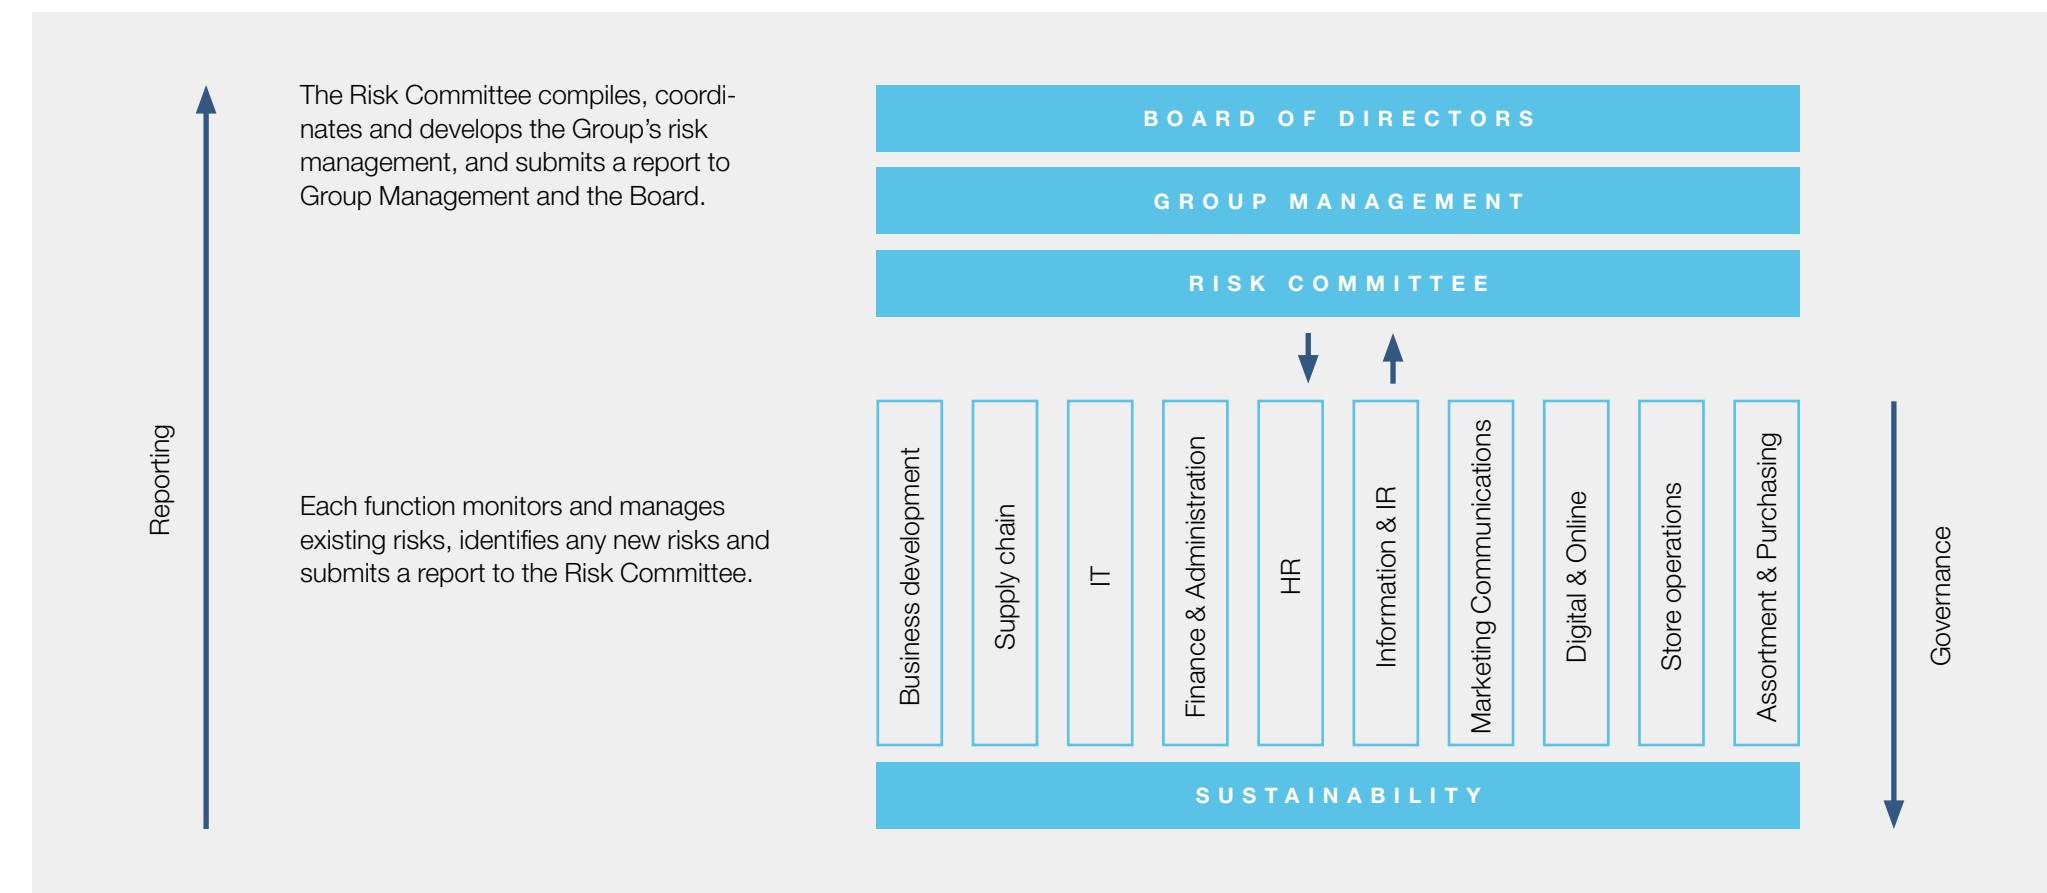 The Risk Committee compiles, coordi-
nates and develops the Group’s risk
management, and submits a report to
Group Management and the Board.
BOARD OF DIRECTORS
GROUP MANAGEMENT
RISK COMMITTEE
Reporting
Each function monitors and manages
existing risks, identifies any new risks and
submits a report to the Risk Committee.
Business development
Supply chain
IT
Finance & Administration
HR
Information & IR
Marketing Communications
Digital & Online
Store operations
Assortment & Purchasing
Governance
SUSTAINABILITY